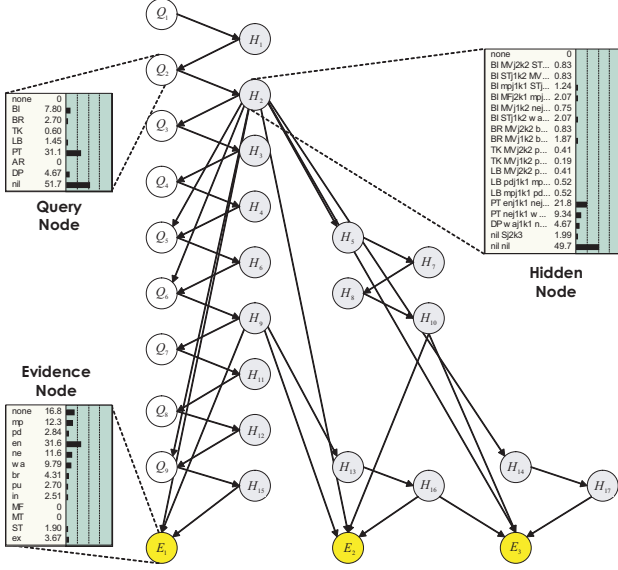 Q1
H1
Q2
H2
Q3
H3
Q4
H4
Q5
H5
H6
H7
Q6
H8
H9
H10
Q7
H11
Q8
H12
Q9
H13
H14
H15
H16
H17
E1
E2
E3
none 0
BI 7.80
BR 2.70
TK 0.60
LB 1.45
PT 31.1
AR 0
DP 4.67
nil 51.7
Query
Node
none 0
BI MVj2k2 ST... 0.83
BI STj1k2 MV... 0.83
BI mpj1k1 STj... 1.24
BI MFj2k1 mpj... 2.07
BI MVj1k2 nej... 0.75
BI STj1k2 wa... 2.07
BR MVj2k2 b... 0.83
BR MVj1k2 b... 1.87
TK MVj2k2 p... 0.41
TK MVj1k2 p... 0.19
LB MVj2k2 p... 0.41
LB pdj1k1 mp... 0.52
LB mpj1k1 pd... 0.52
PT enj1k1 nej... 21.8
PT nej1k1 w... 9.34
DP waj1k1 n... 4.67
nil Sj2k3 1.99
nil nil 49.7
Hidden
Node
Evidence
Node
none 16.8
mp 12.3
pd 2.84
en 31.6
ne 11.6
wa 9.79
br 4.31
pu 2.70
in 2.51
MF 0
MT 0
ST 1.90
ex 3.67